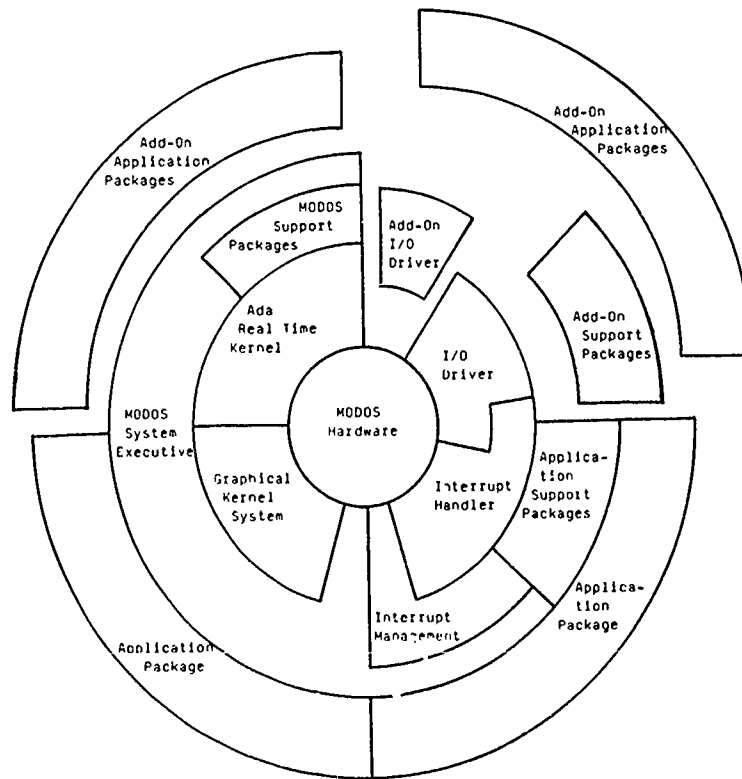 Add-On
Application
Packages
Add-On
Application
Packages
MODOS
Support
Packages
Add-On
I/O
Driver
Ada
Real Time
Kernel
Add-On
Support
Packages
I/O
Driver
MODOS
Hardware
MODOS
System
Executive
Graphical
Kernel
System
Interrupt
Handler
Applica-
tion
Support
Packages
Applica-
tion
Package
Interrupt
Management
Application
Package